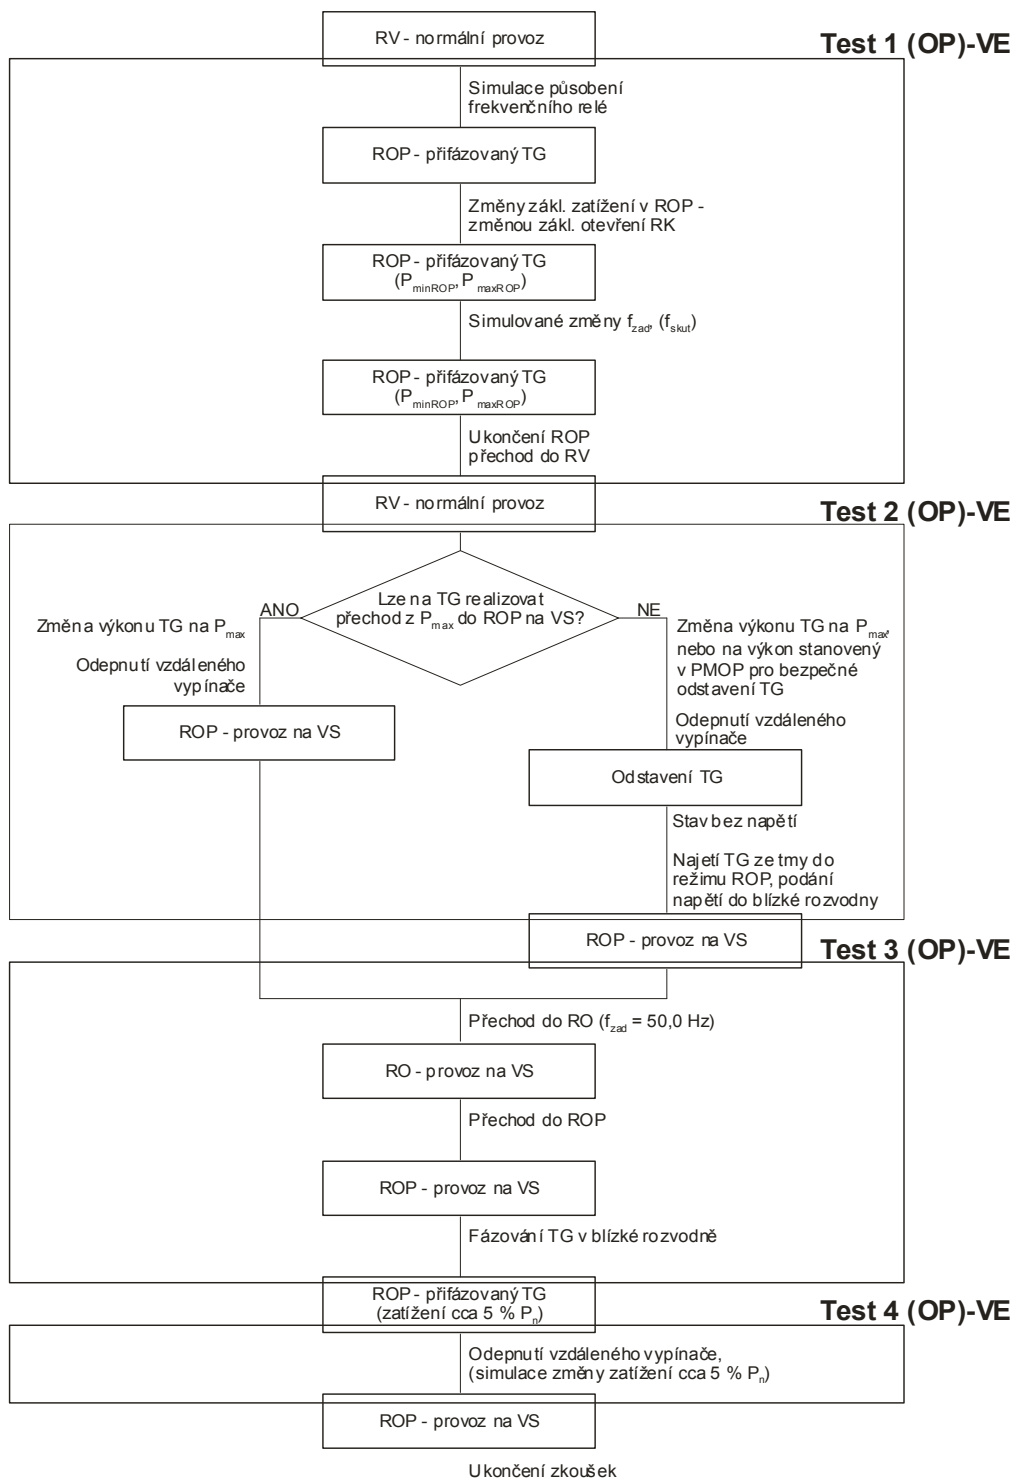 RV - normální provoz
Test 1 (OP)-VE
Simulace působení
frekvenčního relé
ROP - přifázovaný TG
Změny zákl. zatížení v ROP -
změnou zákl. otevření RK
ROP - přifázovaný TG
(PminROP, PmaxROP)
Simulované změny fzad, (fskut)
ROP - přifázovaný TG
(PminROP, PmaxROP)
Ukončení ROP
přechod do RV
RV - normální provoz
Test 2 (OP)-VE
Lze na TG realizovat
přechod z Pmax do ROP na VS?
ANO
NE
Změna výkonu TG na Pmax
Odepnutí vzdáleného
vypínače
ROP - provoz na VS
Změna výkonu TG na Pmax,
nebo na výkon stanovený
v PMOP pro bezpečné
odstavení TG
Odepnutí vzdáleného
vypínače
Odstavení TG
Stav bez napětí
Najetí TG ze tmy do
režimu ROP, podání
napětí do blízké rozvodny
ROP - provoz na VS
Test 3 (OP)-VE
Přechod do RO (fzad = 50,0 Hz)
RO - provoz na VS
Přechod do ROP
ROP - provoz na VS
Fázování TG v blízké rozvodně
ROP - přifázovaný TG
(zatížení cca 5 % Pn)
Test 4 (OP)-VE
Odepnutí vzdáleného vypínače,
(simulace změny zatížení cca 5 % Pn)
ROP - provoz na VS
Ukončení zkoušek